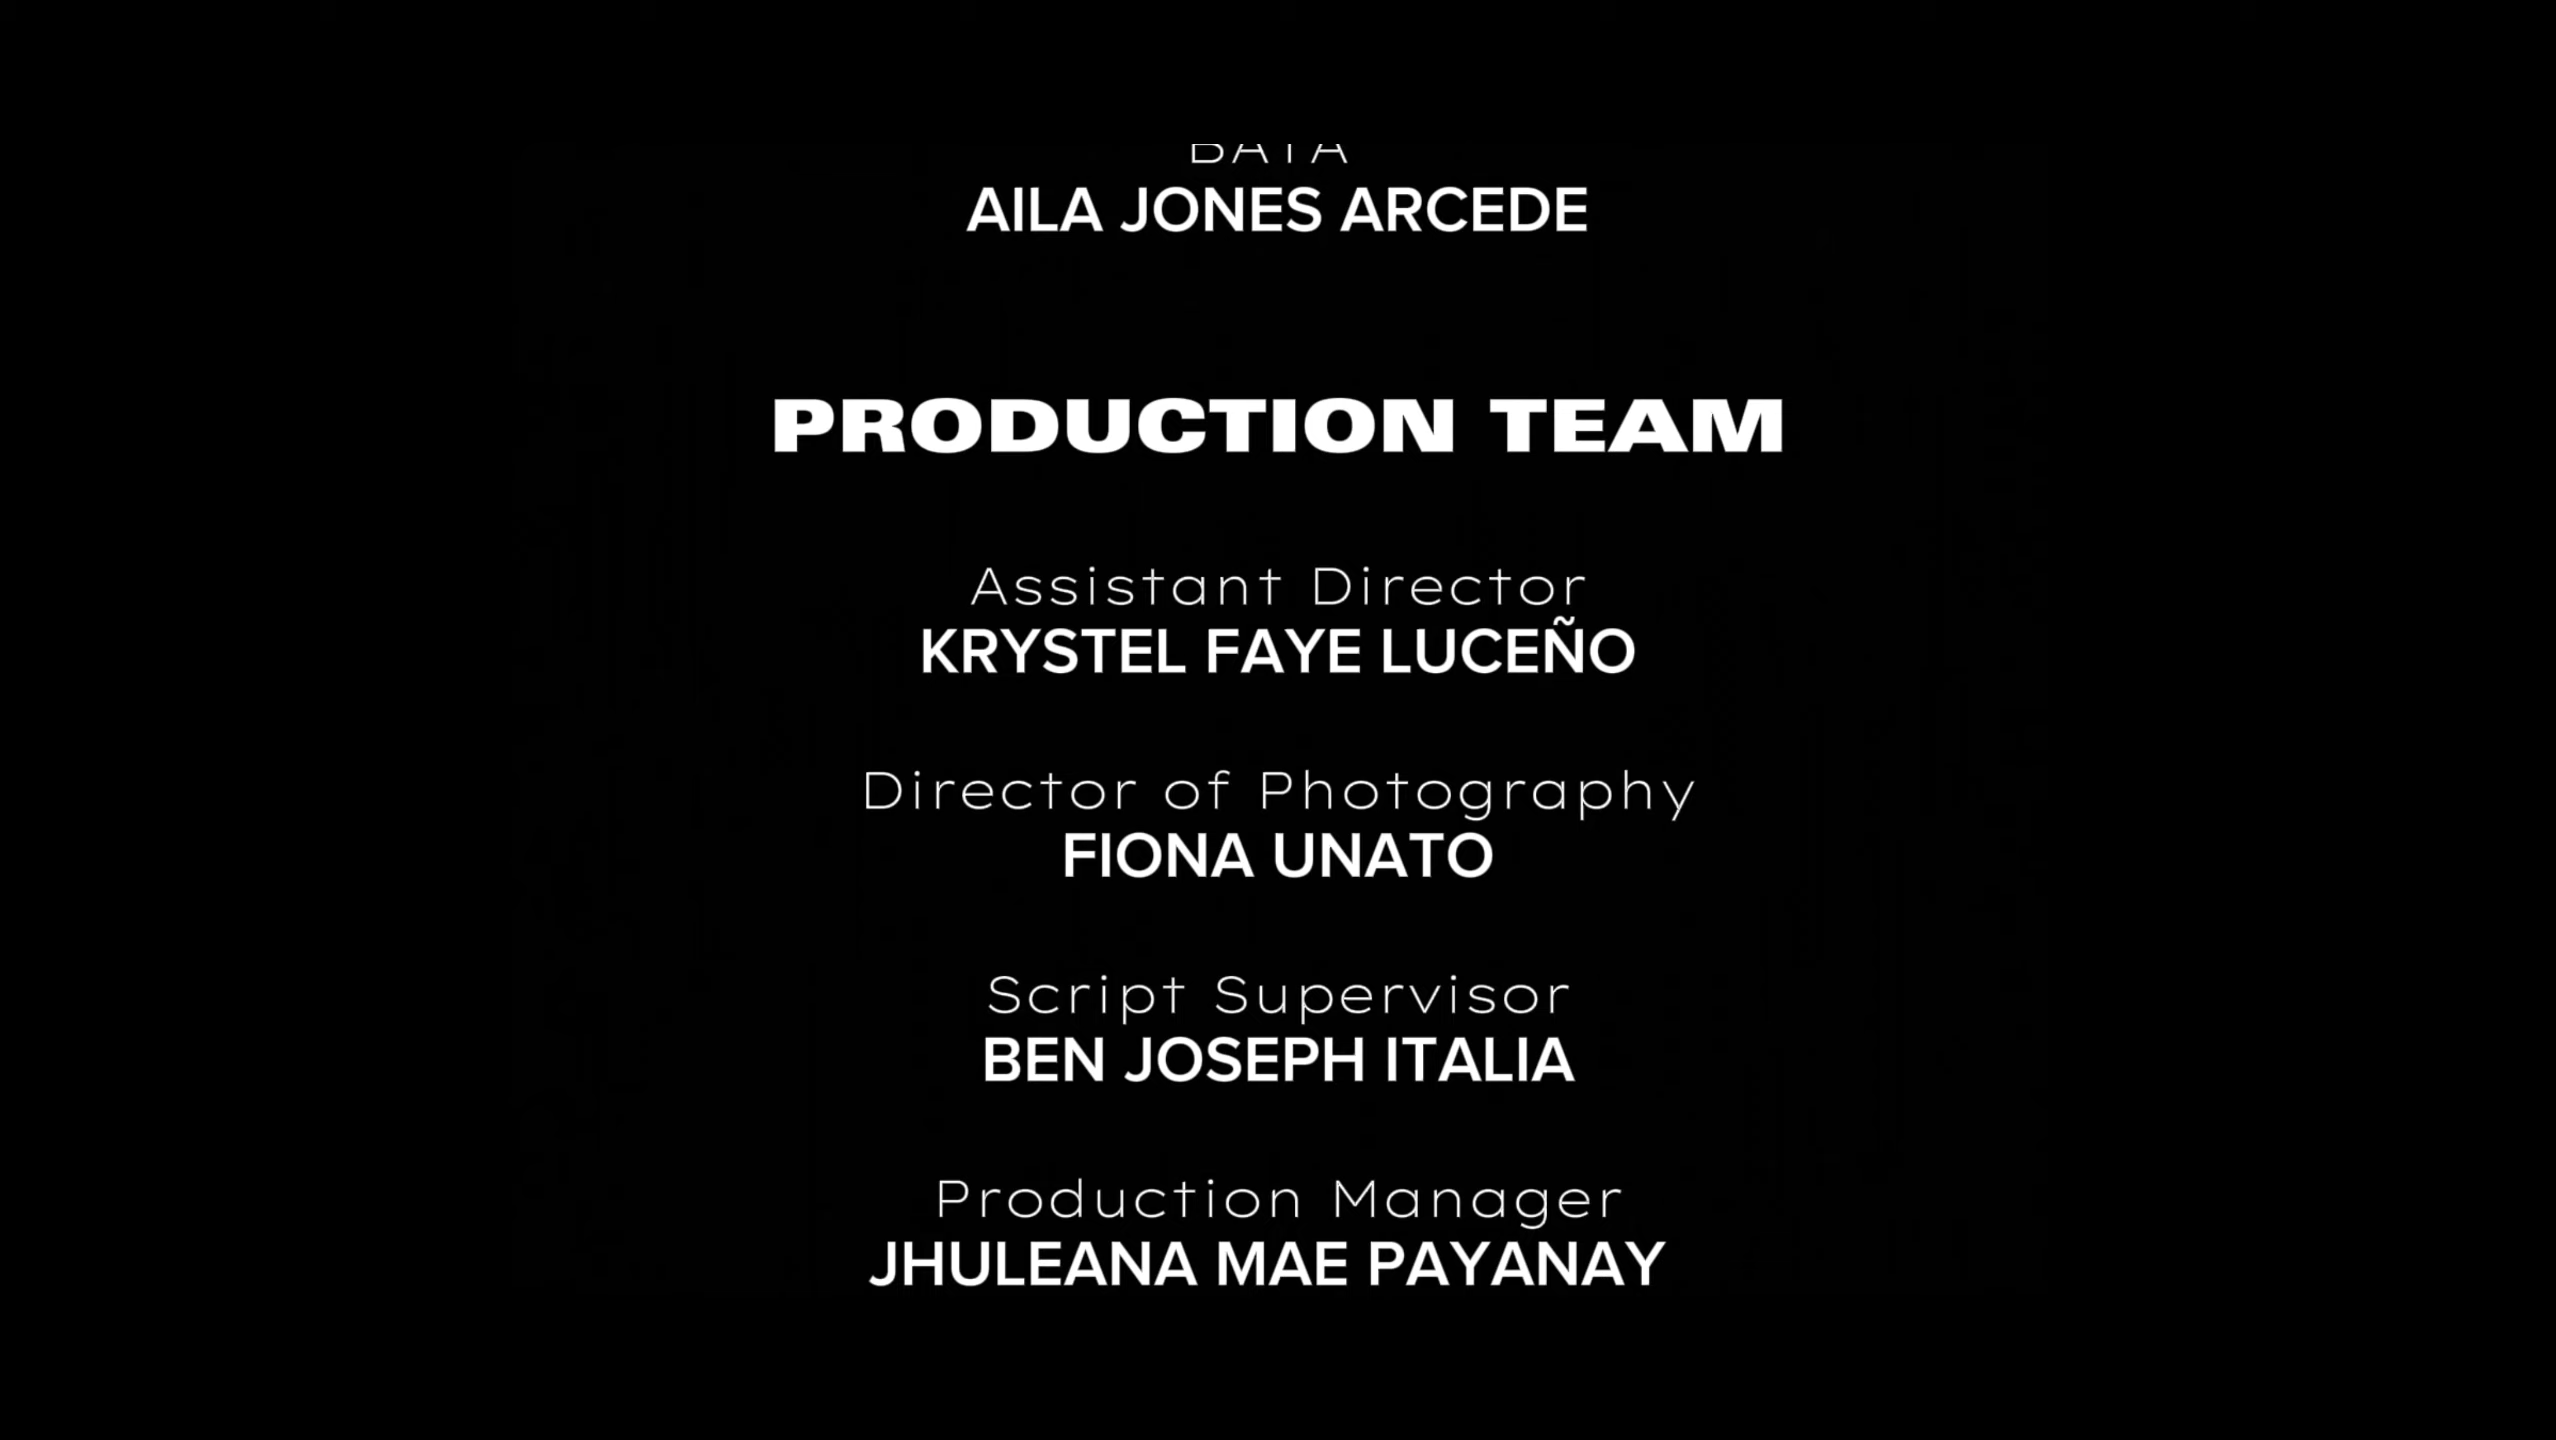 BATA
AILA JONES ARCEDE
PRODUCTION TEAM
Assistant Director
KRYSTEL FAYE LUCEÑO
Director of Photography
FIONA UNATO
Script Supervisor
BEN JOSEPH ITALIA
Production Manager
JHULEANA MAE PAYANAY